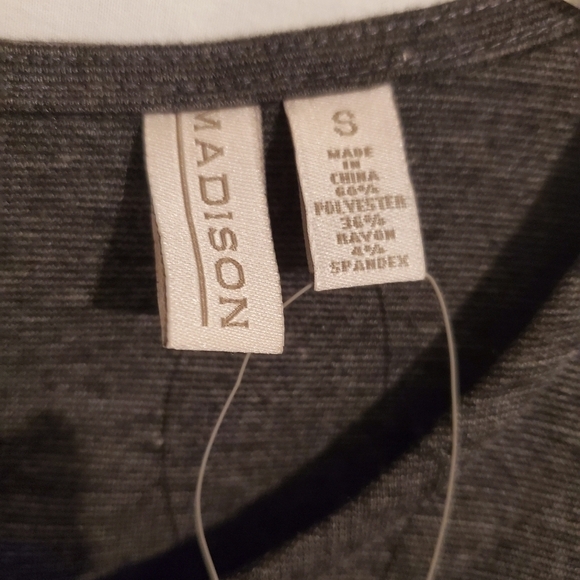 MADISON
S
MADE
IN
CHINA
60%
POLYESTER
36%
RAYON
4%
SPANDEX